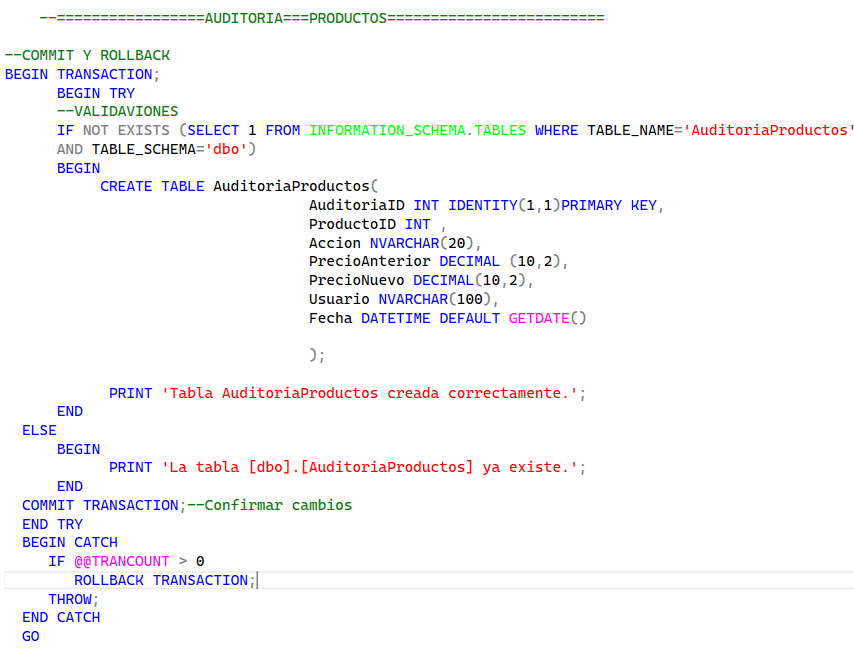 --=================AUDITORIA===PRODUCTOS=========================
--COMMIT Y ROLLBACK
BEGIN TRANSACTION;
BEGIN TRY
--VALIDAVIONES
IF NOT EXISTS (SELECT 1 FROM INFORMATION_SCHEMA.TABLES WHERE TABLE_NAME='AuditoriaProductos'
AND TABLE_SCHEMA='dbo')
BEGIN
CREATE TABLE AuditoriaProductos(
AuditoriaID INT IDENTITY(1,1)PRIMARY KEY,
ProductoID INT ,
Accion NVARCHAR(20),
PrecioAnterior DECIMAL (10,2),
PrecioNuevo DECIMAL(10,2),
Usuario NVARCHAR(100),
Fecha DATETIME DEFAULT GETDATE()
);
PRINT 'Tabla AuditoriaProductos creada correctamente.';
END
ELSE
BEGIN
PRINT 'La tabla [dbo].[AuditoriaProductos] ya existe.';
END
COMMIT TRANSACTION;--Confirmar cambios
END TRY
BEGIN CATCH
IF @@TRANCOUNT > 0
ROLLBACK TRANSACTION;
THROW;
END CATCH
GO